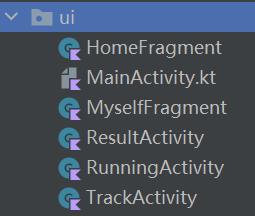 ui
HomeFragment
MainActivity.kt
MyselfFragment
ResultActivity
RunningActivity
TrackActivity